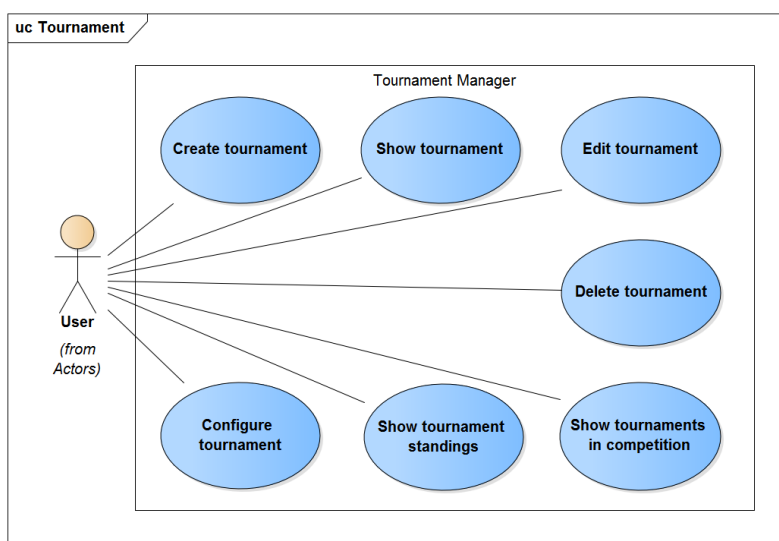 uc Tournament
Tournament Manager
Create tournament
Show tournament
Edit tournament
Delete tournament
User
(from
Actors)
Configure
tournament
Show tournament
standings
Show tournaments
in competition